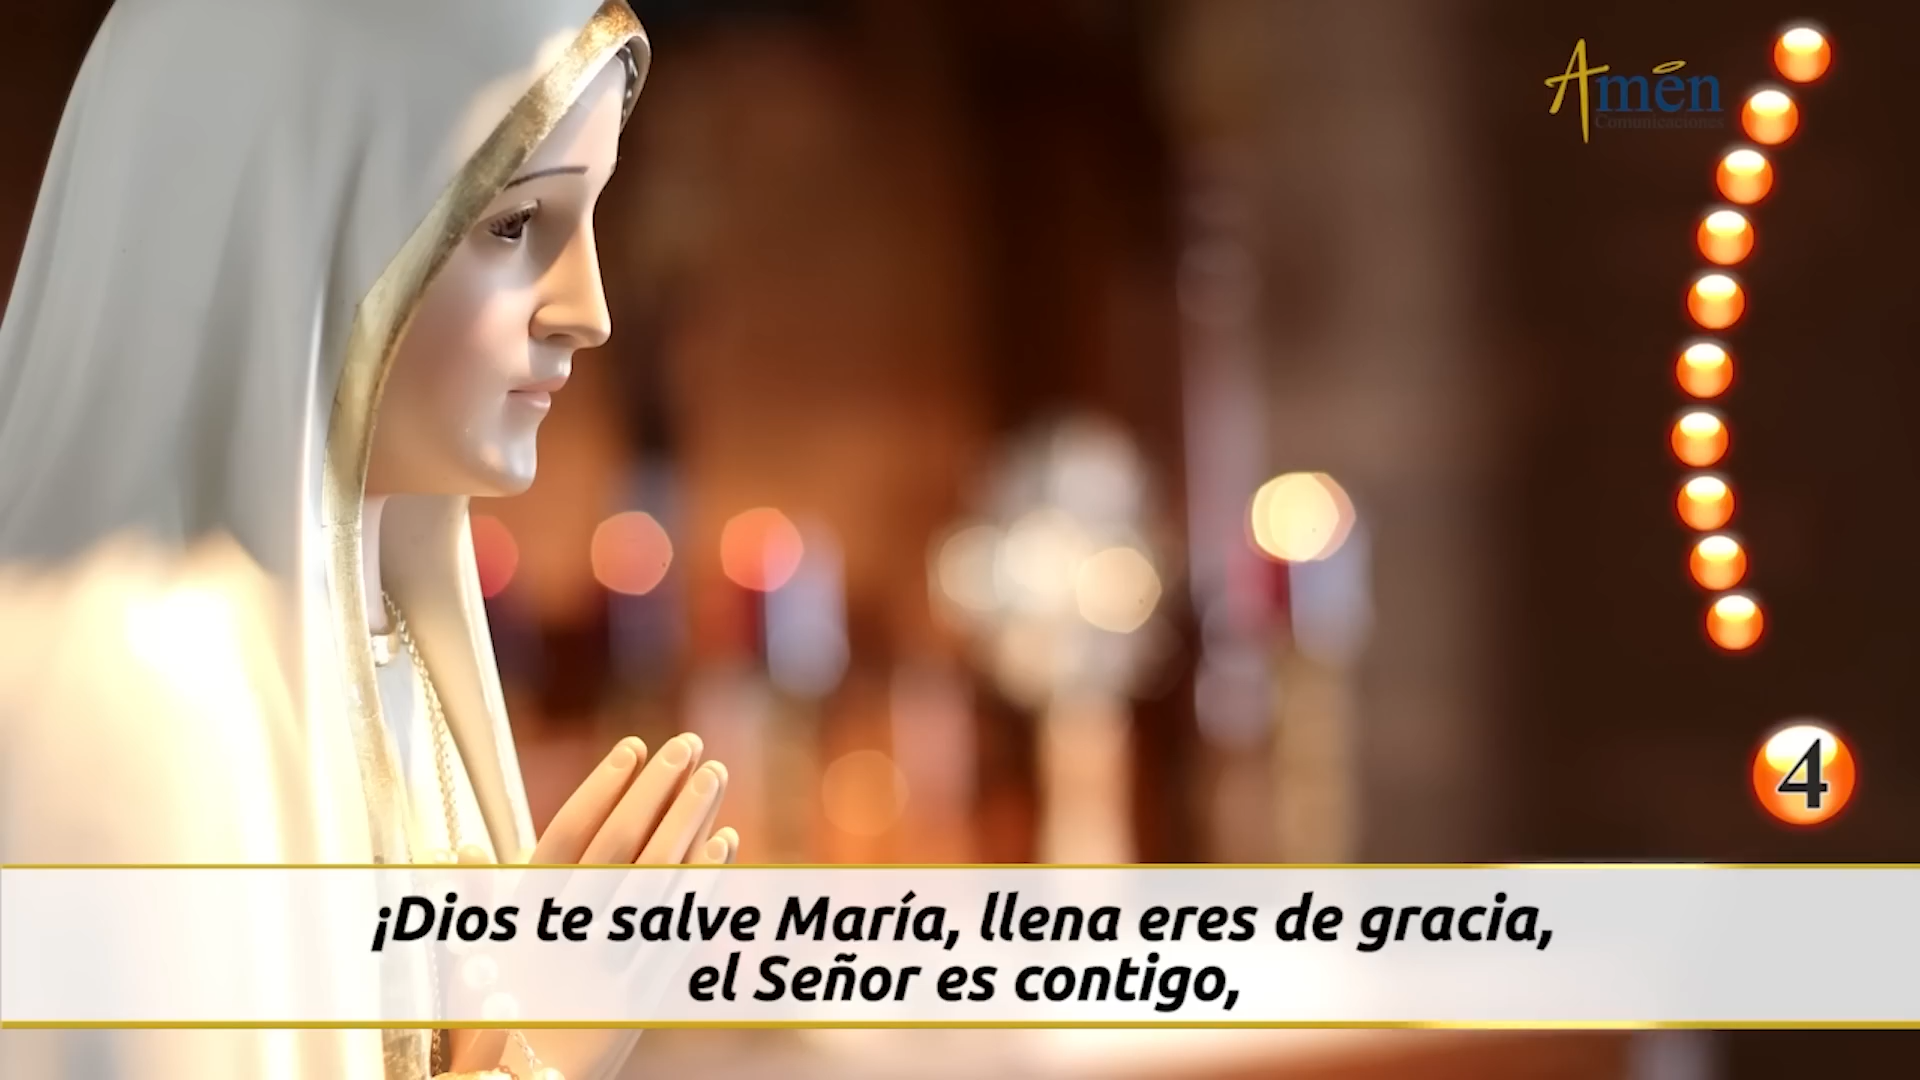 Amén
Comunicaciones
4
¡Dios te salve María, llena eres de gracia,
el Señor es contigo,